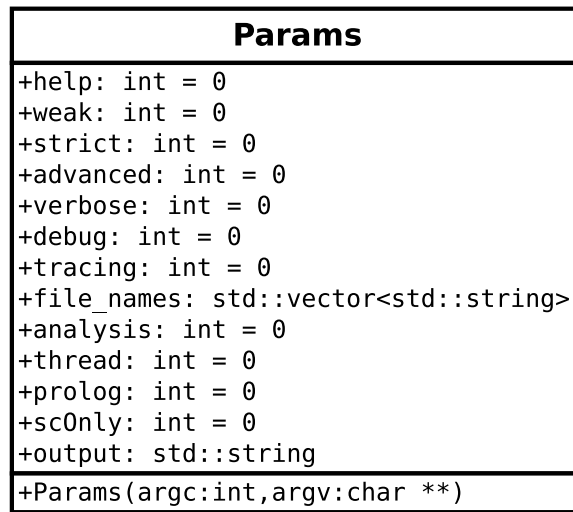 Params
+help: int = 0
+weak: int = 0
+strict: int = 0
+advanced: int = 0
+verbose: int = 0
+debug: int = 0
+tracing: int = 0
+file_names: std::vector<std::string>
+analysis: int = 0
+thread: int = 0
+prolog: int = 0
+scOnly: int = 0
+output: std::string
+Params(argc:int,argv:char **)